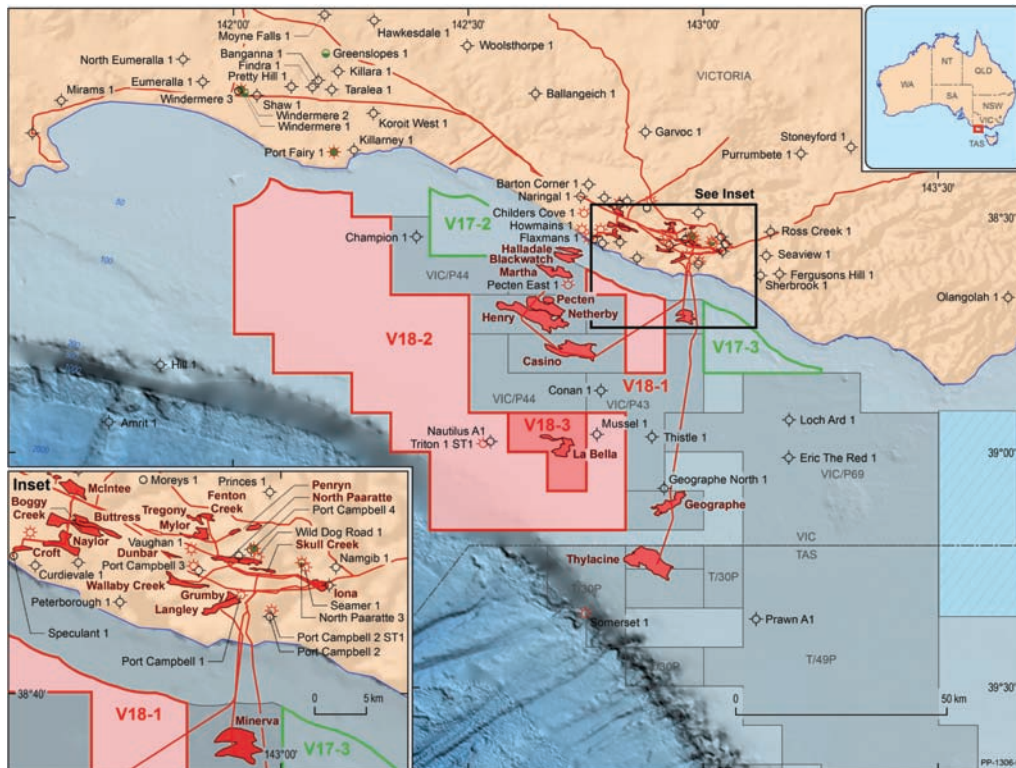 142°00'
142°30'
143°00'
Moyne Falls 1
Hawkesdale 1
Banganna 1
Greenslopes 1
Woolsthorpe 1
North Eumeralla 1
Findra 1
Killara 1
VICTORIA
Eumeralla 1
Pretty Hill 1
Taralea 1
Mirams 1
Windermere 3
Shaw 1
Ballangeich 1
Windermere 2
Koroit West 1
Windermere 1
Garvoc 1
Stoneyford 1
Port Fairy 1
Killarney 1
Purrumbete 1
WA
NT
QLD
SA
NSW
VIC
TAS
143°30'
Barton Corner 1
Naringal 1
See Inset
50
V17-2
Childers Cove 1
38°30'
Champion 1
Howmains 1
Ross Creek 1
Flaxmans 1
Halladale
Seaview 1
100
VIC/P44
Blackwatch
Martha
Fergusons Hill 1
Pecten East 1
Sherbrook 1
Pecten
Olangolah 1
Henry
Netherby
V18-2
V17-3
Casino
Hill 1
V18-1
VIC/P44
Conan 1
VIC/P43
Amrit 1
Nautilus A1
V18-3
Mussel 1
Loch Ard 1
Triton 1 ST1
Thistle 1
La Bella
39°00'
Eric The Red 1
VIC/P69
Geographe North 1
Geographe
VIC
TAS
Thylacine
T/30P
T/30P
Somerset 1
Prawn A1
T/30P
T/49P
39°30'
0
50 km
PP-1306-
Inset
Moreys 1
Princes 1
Penryn
McIntee
Fenton
Creek
North Paaratte
Boggy
Creek
Buttress
Tregony
Port Campbell 4
Mylor
Wild Dog Road 1
Naylor
Vaughan 1
Skull Creek
Dunbar
Croft
Port Campbell 3
Namgib 1
Curdievale 1
Wallaby Creek
Iona
Grumby
Seamer 1
Peterborough 1
Langley
North Paaratte 3
Speculant 1
Port Campbell 2 ST1
Port Campbell 1
Port Campbell 2
38°40'
0
5 km
V18-1
Minerva
V17-3
143°00'